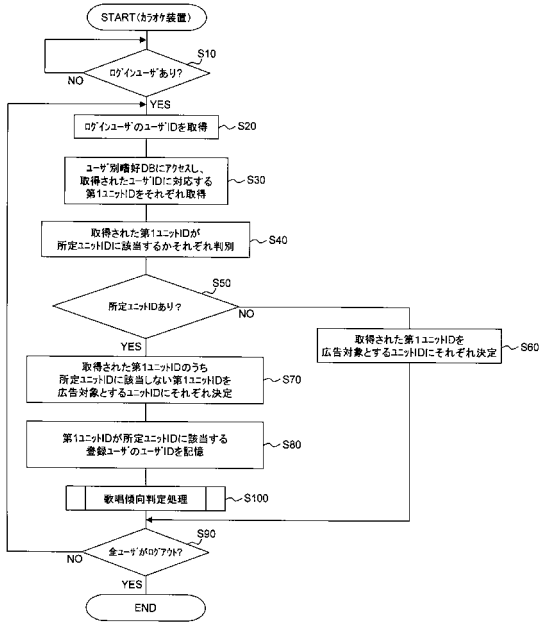 START(カラオケ装置)
S10
ログインユーザあり?
NO
YES
S20
ログインユーザのユーザIDを取得
S30
ユーザ別嗜好DBにアクセスし、
取得されたユーザIDに対応する
第1ユニットIDをそれぞれ取得
S40
取得された第1ユニットIDが
所定ユニットIDに該当するかそれぞれ判別
S50
所定ユニットIDあり?
NO
YES
取得された第1ユニットIDを
広告対象とするユニットIDにそれぞれ決定
S60
取得された第1ユニットIDのうち
所定ユニットIDに該当しない第1ユニットIDを
広告対象とするユニットIDにそれぞれ決定
S70
第1ユニットIDが所定ユニットIDに該当する
登録ユーザのユーザIDを記憶
S80
歌唱傾向判定処理
S100
S90
全ユーザがログアウト?
NO
YES
END